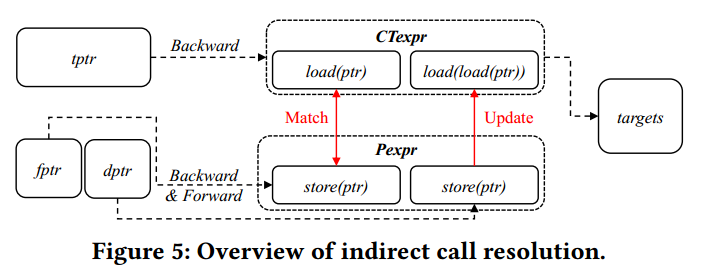 CTexpr
tptr
Backward
load(ptr)
load(load(ptr))
Match
Update
targets
Pexpr
fptr
dptr
Backward
& Forward
store(ptr)
store(ptr)
Figure 5: Overview of indirect call resolution.